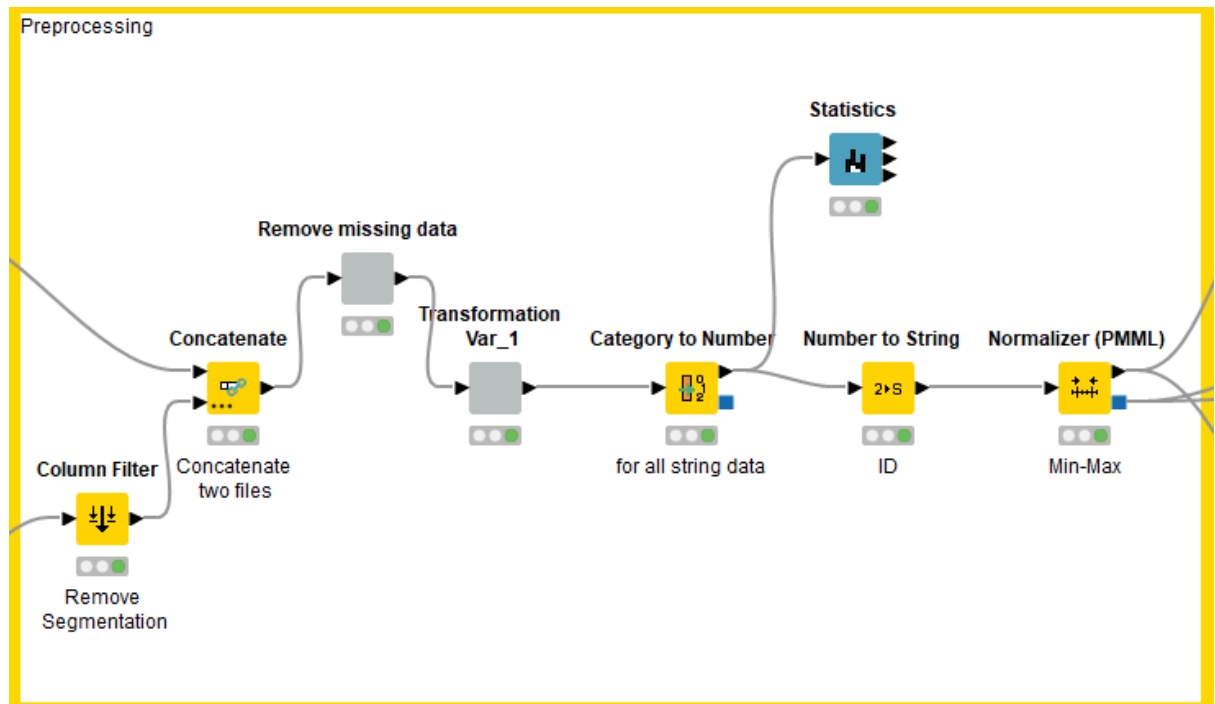 Preprocessing
Statistics
Remove missing data
Transformation
Var_1
Concatenate
Category to Number
Number to String
Normalizer (PMML)
2▸S
Column Filter
Concatenate
two files
for all string data
ID
Min-Max
Remove
Segmentation